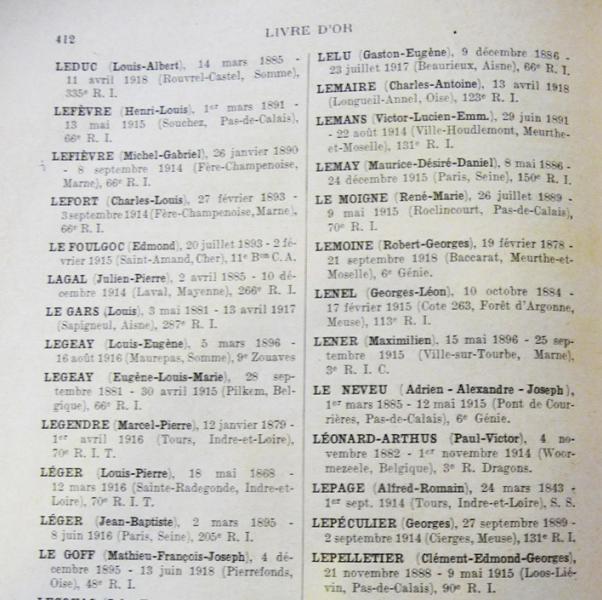 412
LIVRE D'OR
LEDUC (Louis-Albert), 14 mars 1885 -
11 avril 1918 (Rouvrel-Castel, Somme),
335e R. I.
LEFÈVRE (Henri-Louis), 1er mars 1891 -
13 mai 1915 (Souchez, Pas-de-Calais),
66e R. I.
LEFIÈVRE (Michel-Gabriel), 26 janvier 1890
- 8 septembre 1914 (Fère-Champenoise,
Marne), 66e R. I.
LEFORT (Charles-Louis), 27 février 1893 -
3 septembre 1914 (Fère-Champenoise, Marne),
66e R. I.
LE FOULGOC (Edmond), 20 juillet 1893 - 2 fé-
vrier 1915 (Saint-Amand, Cher), 11e Bon C. A.
LAGAL (Julien-Pierre), 2 avril 1885 - 10 dé-
cembre 1914 (Laval, Mayenne), 266e R. I.
LE GARS (Louis), 3 mai 1881 - 13 avril 1917
(Sapigneul, Aisne), 287e R. I.
LEGEAY (Louis-Eugène), 5 mars 1896 -
16 août 1916 (Maurepas, Somme), 9e Zouaves
LEGEAY (Eugène-Louis-Marie), 28 sep-
tembre 1881 - 30 avril 1915 (Pilkem, Bel-
gique), 66e R. I.
LEGENDRE (Marcel-Pierre), 12 janvier 1879 -
1er avril 1916 (Tours, Indre-et-Loire),
70e R. I. T.
LÉGER (Louis-Pierre), 18 mai 1868 -
12 mars 1916 (Sainte-Radegonde, Indre-et-
Loire), 70e R. I. T.
LÉGER (Jean-Baptiste), 2 mars 1895 -
8 juin 1916 (Paris, Seine), 205e R. I.
LE GOFF (Mathieu-François-Joseph), 4 dé-
cembre 1895 - 13 juin 1918 (Pierrefonds,
Oise), 48e R. I.
LELU (Gaston-Eugène), 9 décembre 1886 -
23 juillet 1917 (Beaurieux, Aisne), 66e R. I.
LEMAIRE (Charles-Antoine), 13 avril 1918
(Longueil-Annel, Oise), 123e R. I.
LEMANS (Victor-Lucien-Emm.), 29 juin 1891
- 22 août 1914 (Ville-Houdlemont, Meurthe-
et-Moselle), 131e R. I.
LEMAY (Maurice-Désiré-Daniel), 8 mai 1886 -
24 décembre 1915 (Paris, Seine), 150e R. I.
LE MOIGNE (René-Marie), 26 juillet 1889 -
9 mai 1915 (Roclincourt, Pas-de-Calais),
70e R. I.
LEMOINE (Robert-Georges), 19 février 1878 -
21 septembre 1918 (Baccarat, Meurthe-et-
Moselle), 6e Génie.
LENEL (Georges-Léon), 10 octobre 1884 -
17 février 1915 (Cote 263, Forêt d'Argonne,
Meuse), 113e R. I.
LENER (Maximilien), 15 mai 1896 - 25 sep-
tembre 1915 (Ville-sur-Tourbe, Marne),
3e R. I. C.
LE NEVEU (Adrien-Alexandre-Joseph),
1er mars 1885 - 12 mai 1915 (Pont de Cour-
rières, Pas-de-Calais), 6e Génie.
LÉONARD-ARTHUS (Paul-Victor), 4 no-
vembre 1882 - 1er novembre 1914 (Woor-
mezeele, Belgique), 3e R. Dragons.
LEPAGE (Alfred-Romain), 24 mars 1843 -
1er sept. 1914 (Tours, Indre-et-Loire), S. S.
LEPÉCULIER (Georges), 27 septembre 1889 -
2 septembre 1914 (Cierges, Meuse), 131e R. I.
LEPELLETIER (Clément-Edmond-Georges),
21 novembre 1888 - 9 mai 1915 (Loos-Lié-
vin, Pas-de-Calais), 90e R. I.